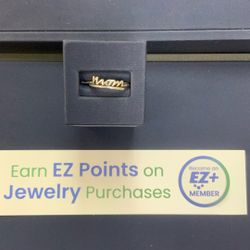 mom
Earn EZ Points on
Jewelry Purchases
Become an
EZ+
MEMBER